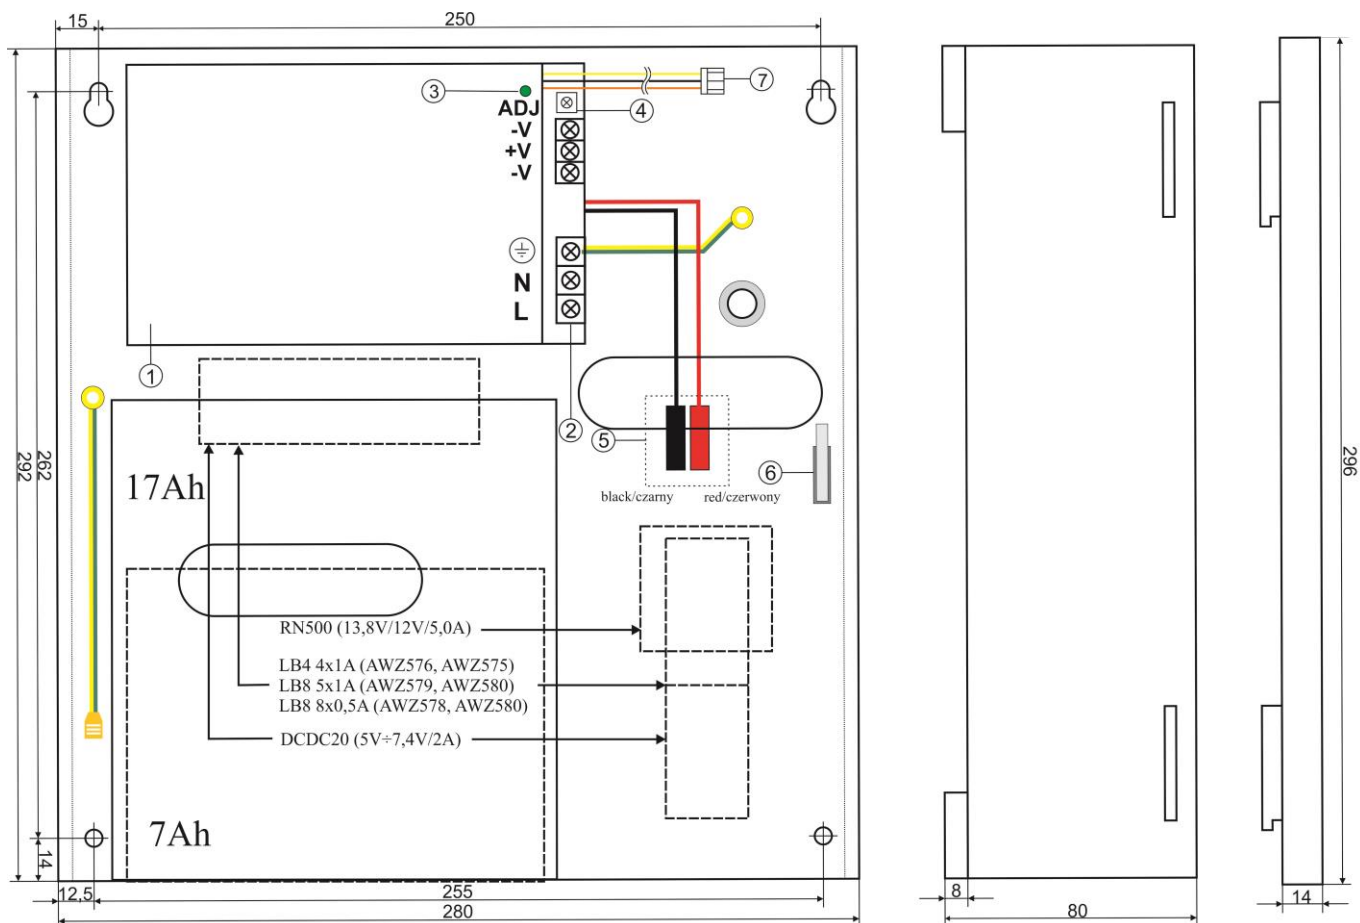 15
250
3
7
ADJ
4
-V
+V
-V
N
L
1
2
5
6
black/czarny
red/czerwony
292
262
17Ah
296
RN500 (13,8V/12V/5,0A)
LB4 4x1A (AWZ576, AWZ575)
LB8 5x1A (AWZ579, AWZ580)
LB8 8x0,5A (AWZ578, AWZ580)
DCDC20 (5V÷7,4V/2A)
7Ah
14
12,5
255
280
8
80
14